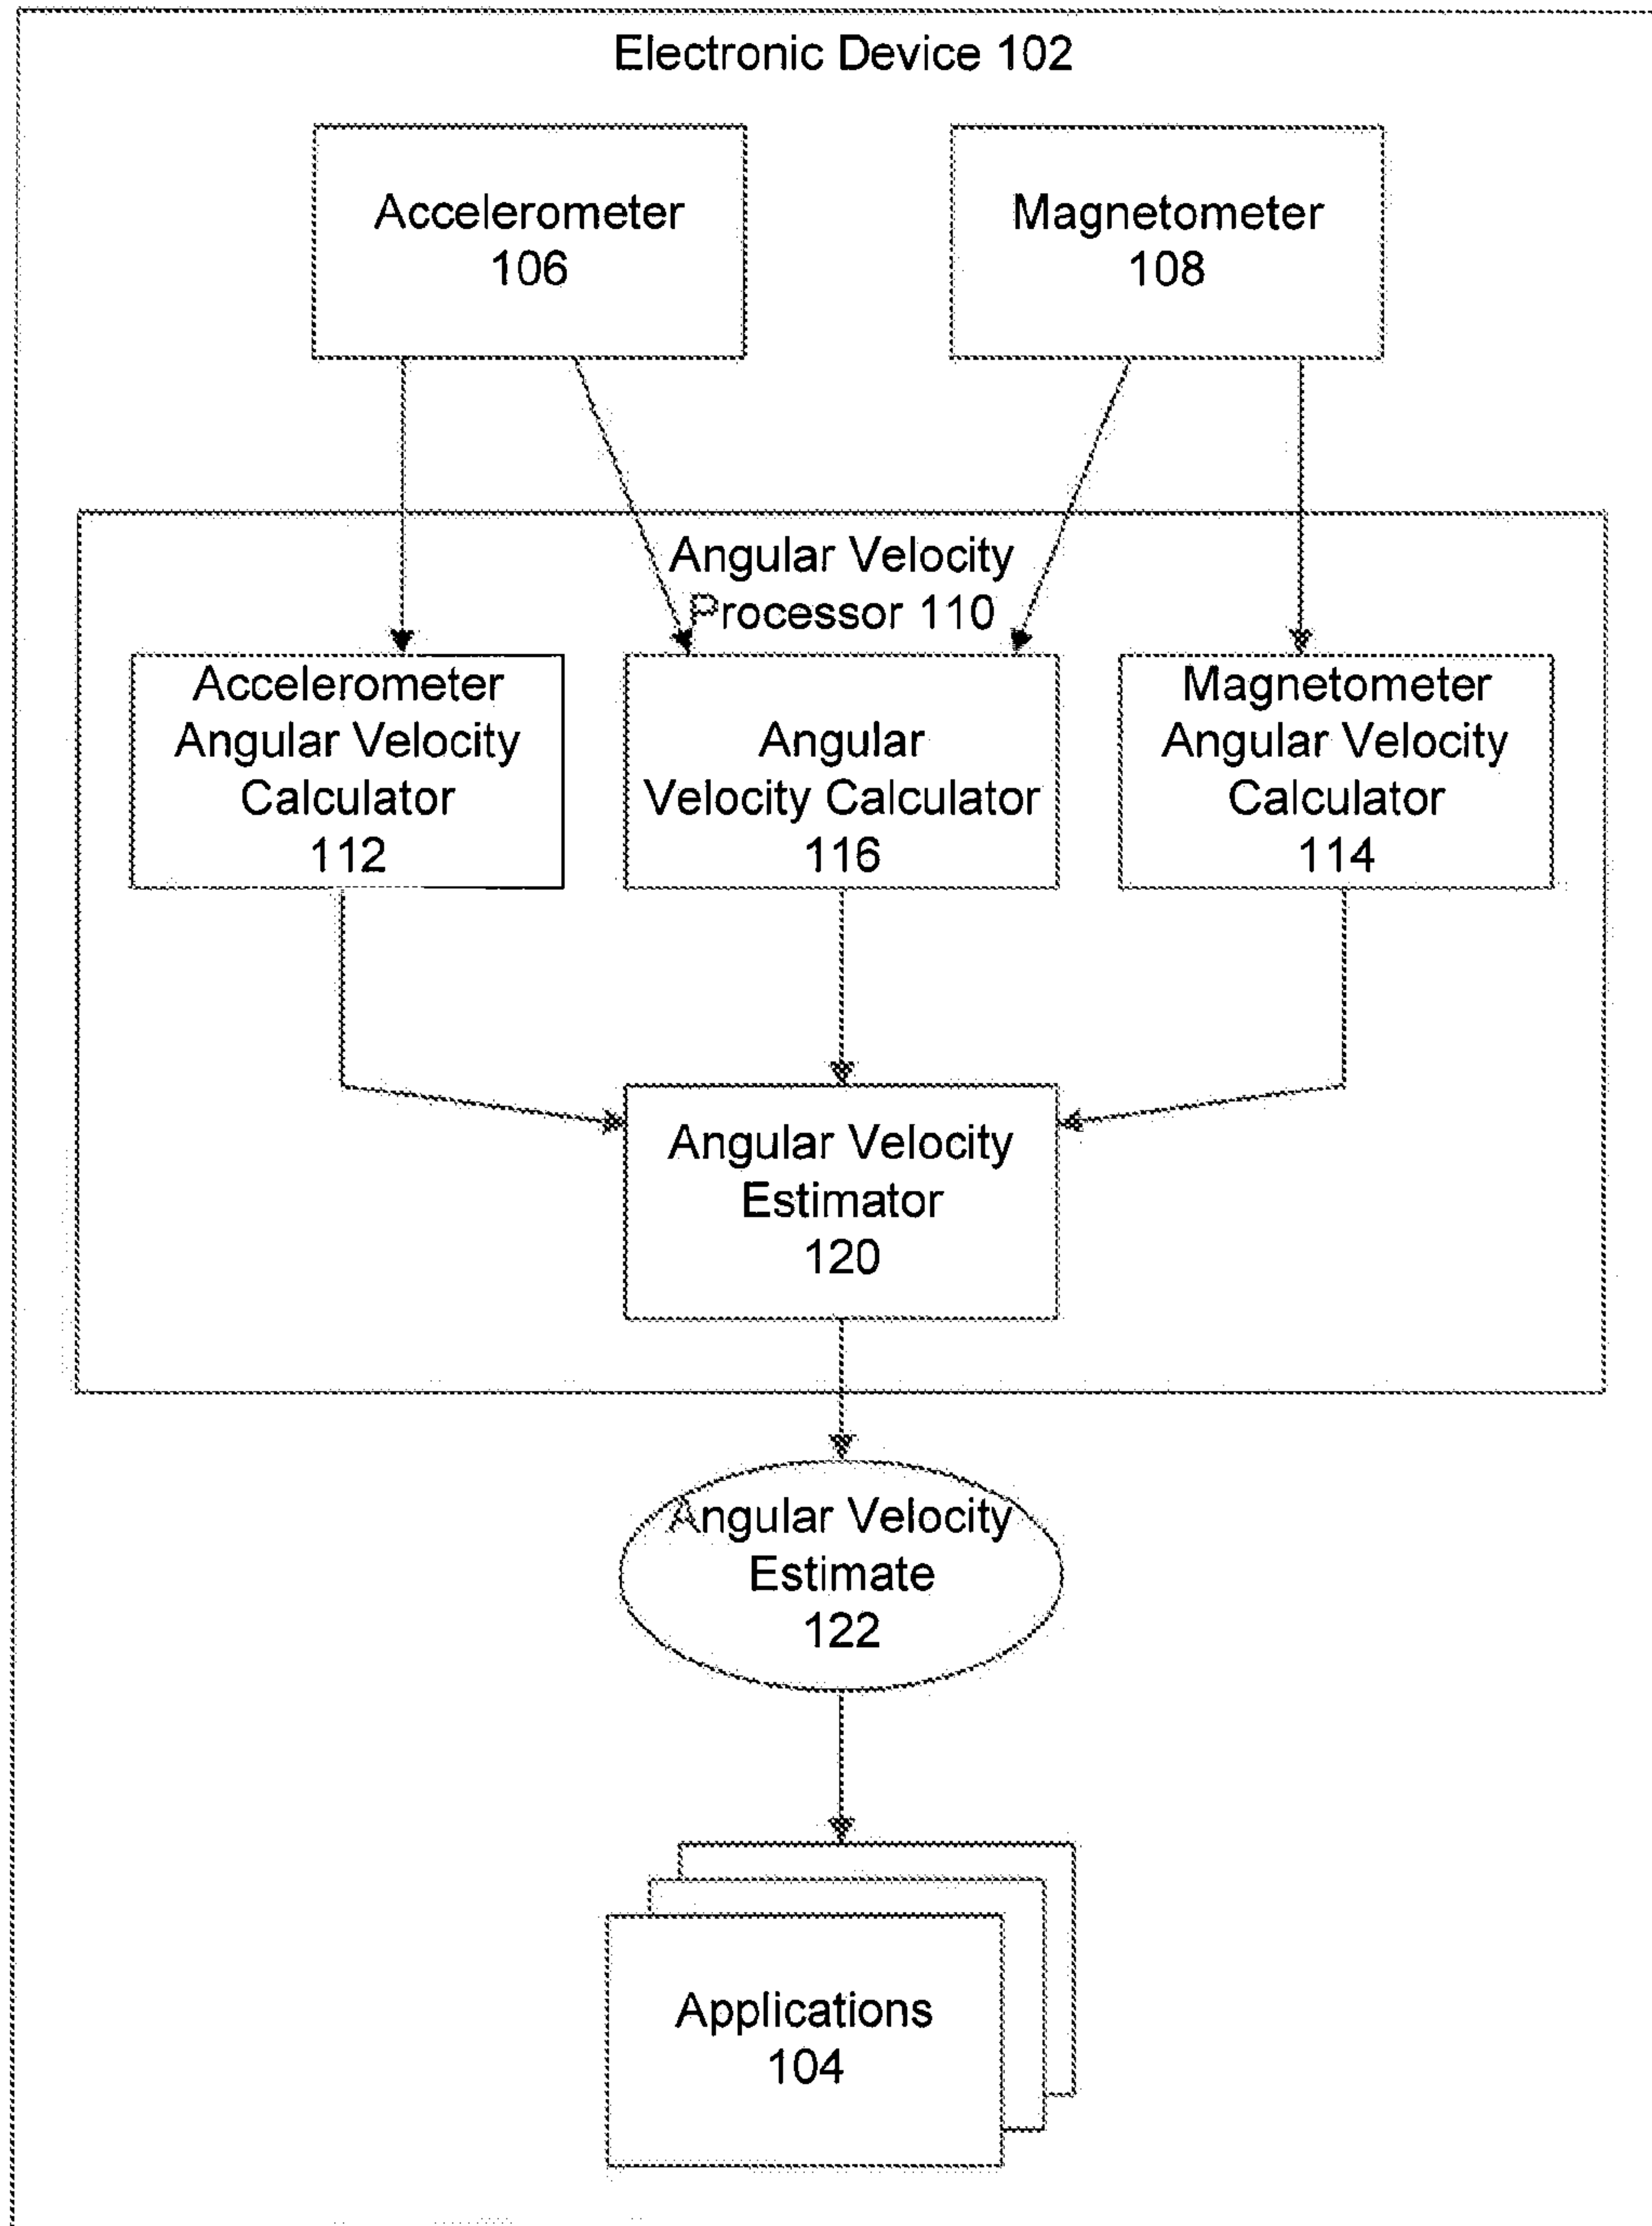 Electronic Device 102
Accelerometer
106
Magnetometer
108
Angular Velocity
Processor 110
Accelerometer
Angular Velocity
Calculator
112
Angular
Velocity Calculator
116
Magnetometer
Angular Velocity
Calculator
114
Angular Velocity
Estimator
120
Angular Velocity
Estimate
122
Applications
104